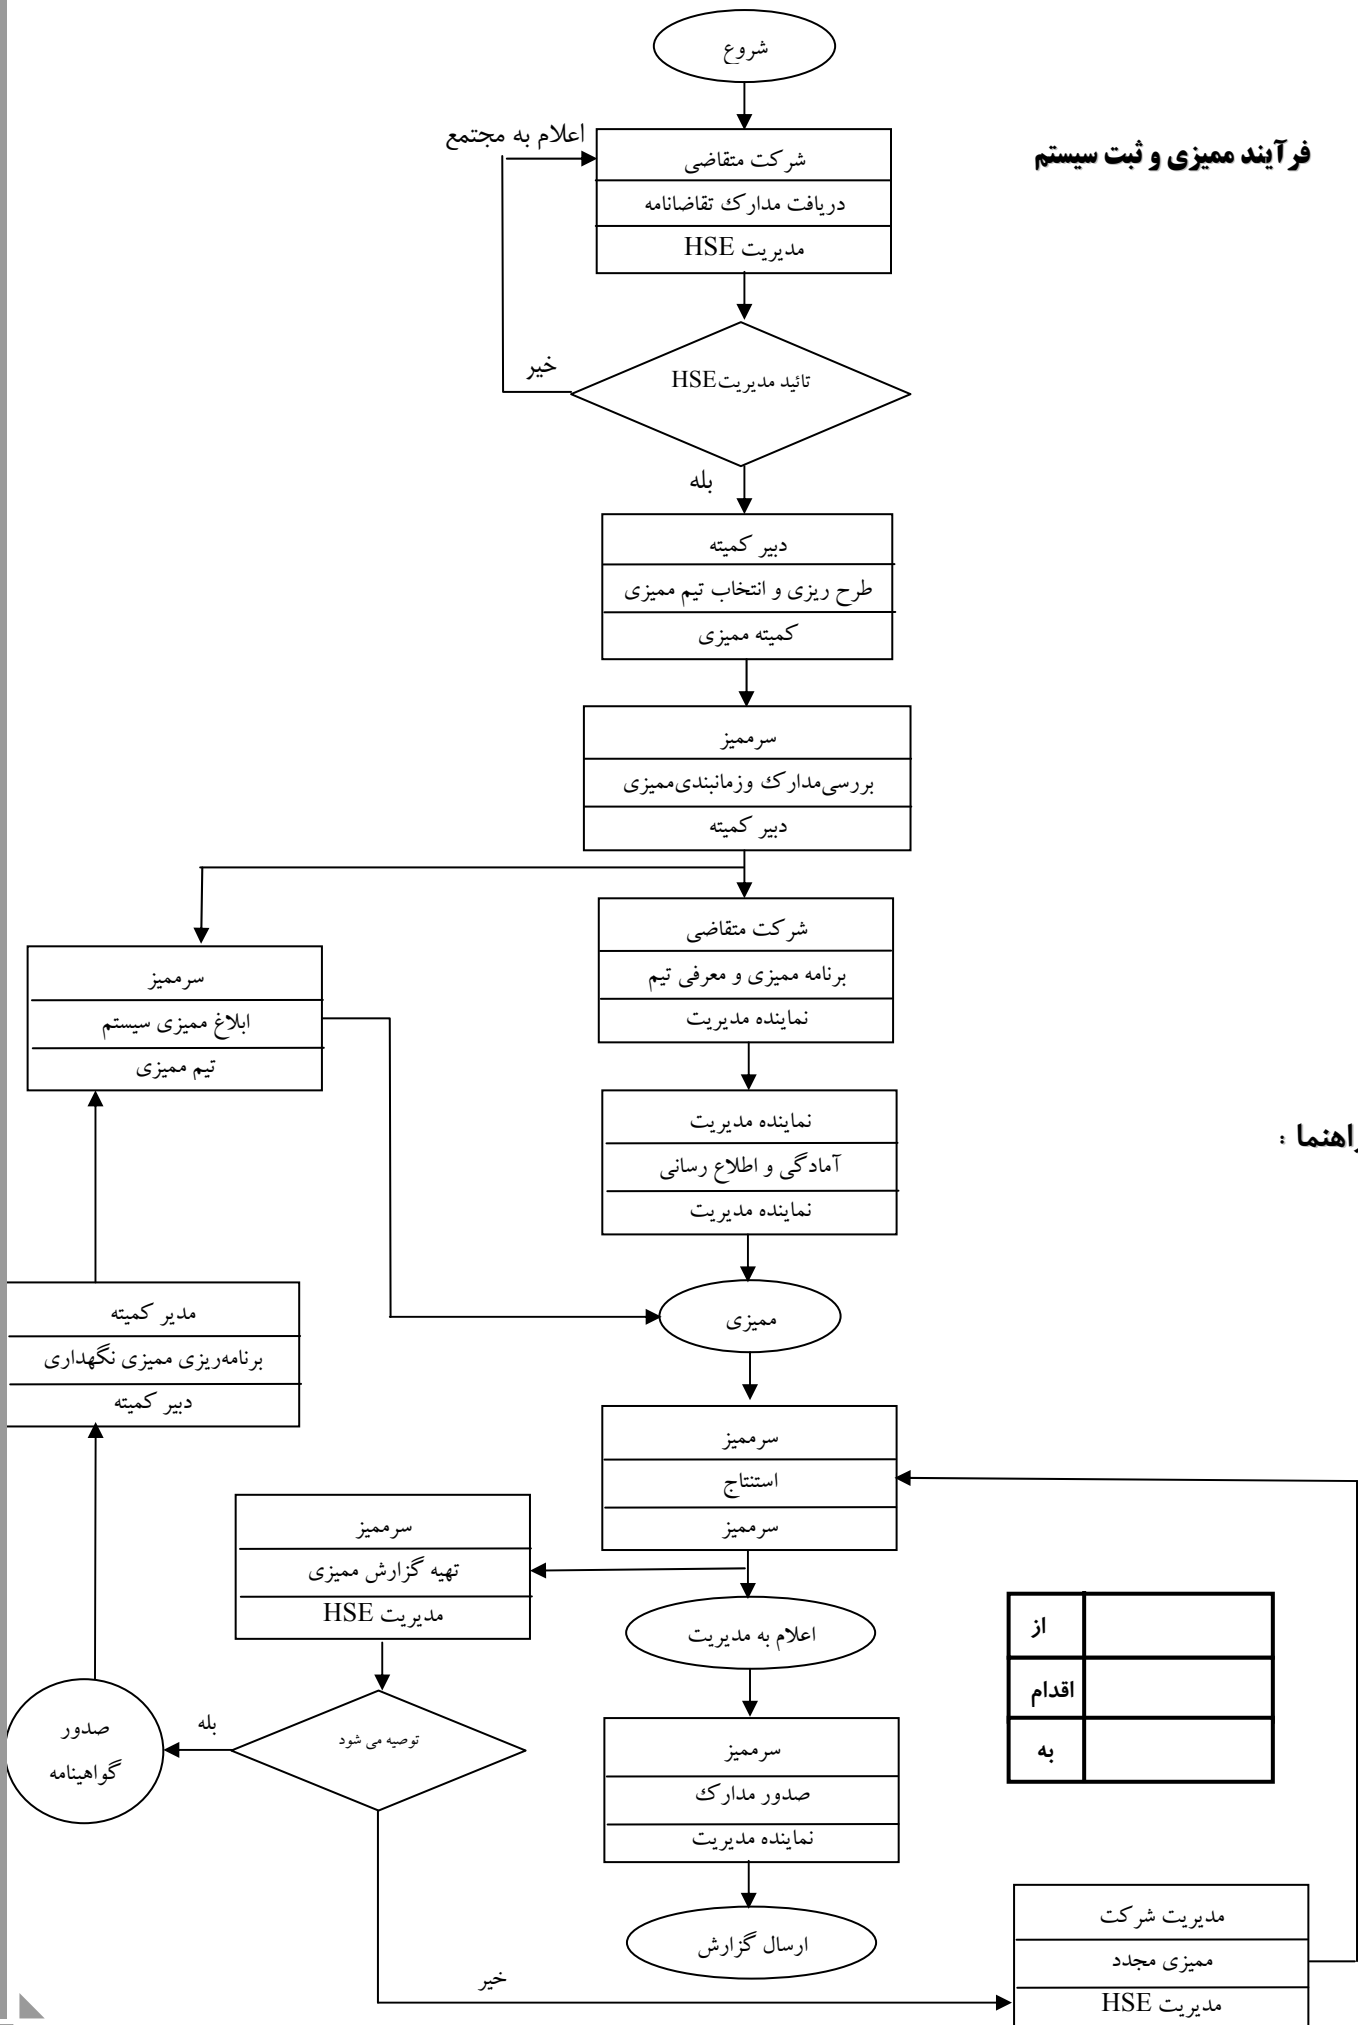 شروع
اعلام به مجتمع
فرآیند ممیزی و ثبت سیستم
شرکت متقاضی
دریافت مدارک تقاضانامه
مدیریت HSE
خیر
تائید مدیریتHSE
بله
دبیر کمیته
طرح ریزی و انتخاب تیم ممیزی
کمیته ممیزی
سرممیز
بررسی‌مدارک وزمانبندی‌ممیزی
دبیر کمیته
شرکت متقاضی
برنامه ممیزی و معرفی تیم
نماینده مدیریت
سرممیز
ابلاغ ممیزی سیستم
تیم ممیزی
نماینده مدیریت
آمادگی و اطلاع رسانی
نماینده مدیریت
راهنما :
ممیزی
مدیر کمیته
برنامه‌ریزی ممیزی نگهداری
دبیر کمیته
سرممیز
استنتاج
سرممیز
سرممیز
تهیه گزارش ممیزی
مدیریت HSE
اعلام به مدیریت
از
اقدام
به
توصیه می شود
بله
صدور
گواهینامه
سرممیز
صدور مدارک
نماینده مدیریت
ارسال گزارش
خیر
مدیریت شرکت
ممیزی مجدد
مدیریت HSE